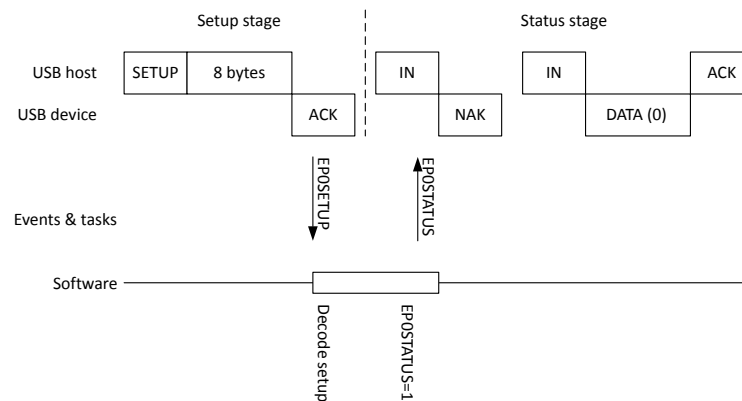 Setup stage
Status stage
USB host
SETUP
8 bytes
IN
IN
ACK
USB device
ACK
NAK
DATA (0)
EP0SETUP
EP0STATUS
Events & tasks
Software
Decode setup
EP0STATUS=1